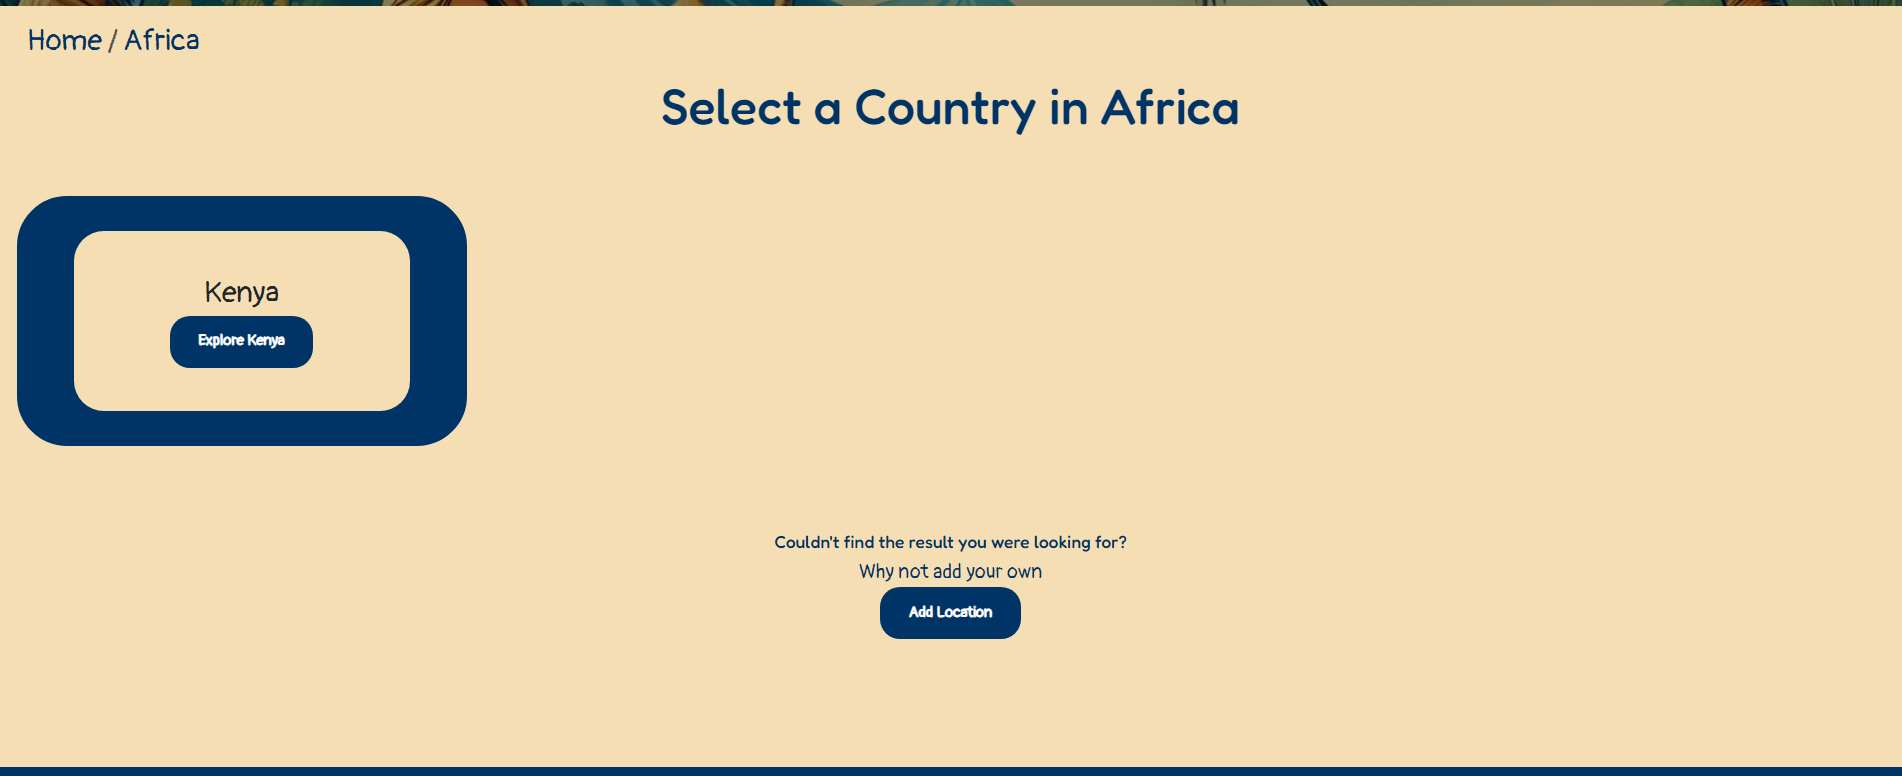 Home / Africa
Select a Country in Africa
Kenya
Explore Kenya
Couldn't find the result you were looking for?
Why not add your own
Add Location